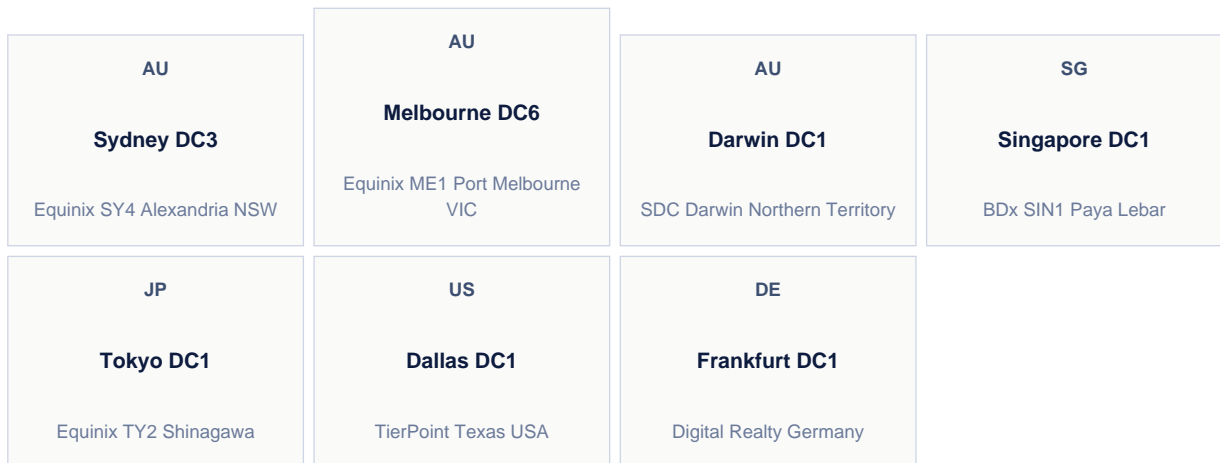 AU
Sydney DC3
Equinix SY4 Alexandria NSW
AU
Melbourne DC6
Equinix ME1 Port Melbourne
VIC
AU
Darwin DC1
SDC Darwin Northern Territory
SG
Singapore DC1
BDx SIN1 Paya Lebar
JP
Tokyo DC1
Equinix TY2 Shinagawa
US
Dallas DC1
TierPoint Texas USA
DE
Frankfurt DC1
Digital Realty Germany